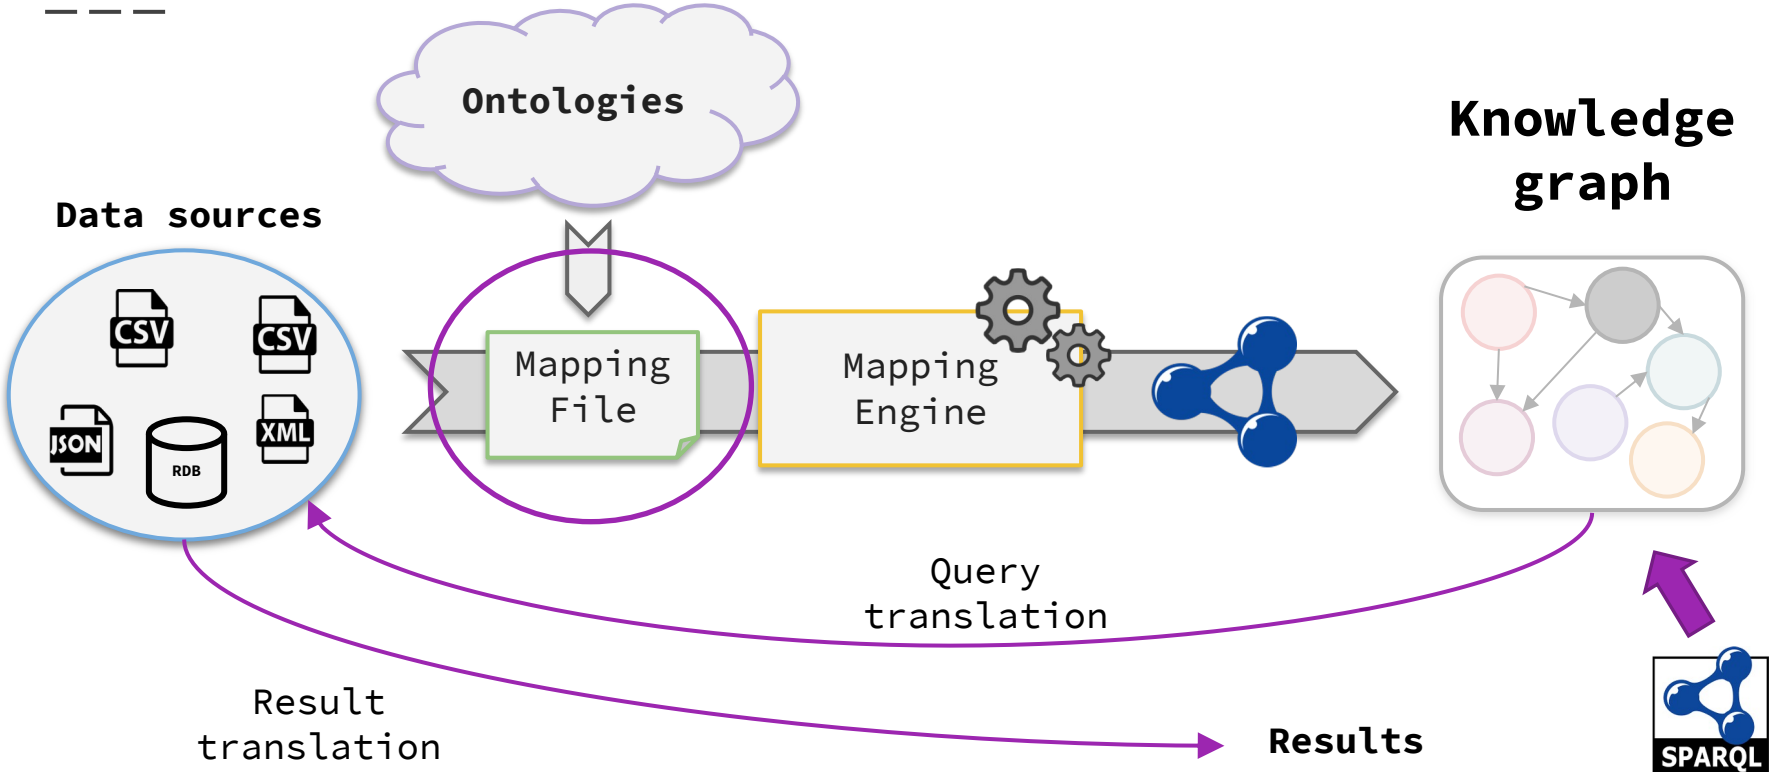 Ontologies
Knowledge
graph
Data sources
CSV
CSV
JSON
RDB
XML
Mapping
File
Mapping
Engine
Query
translation
Result
translation
Results
SPARQL